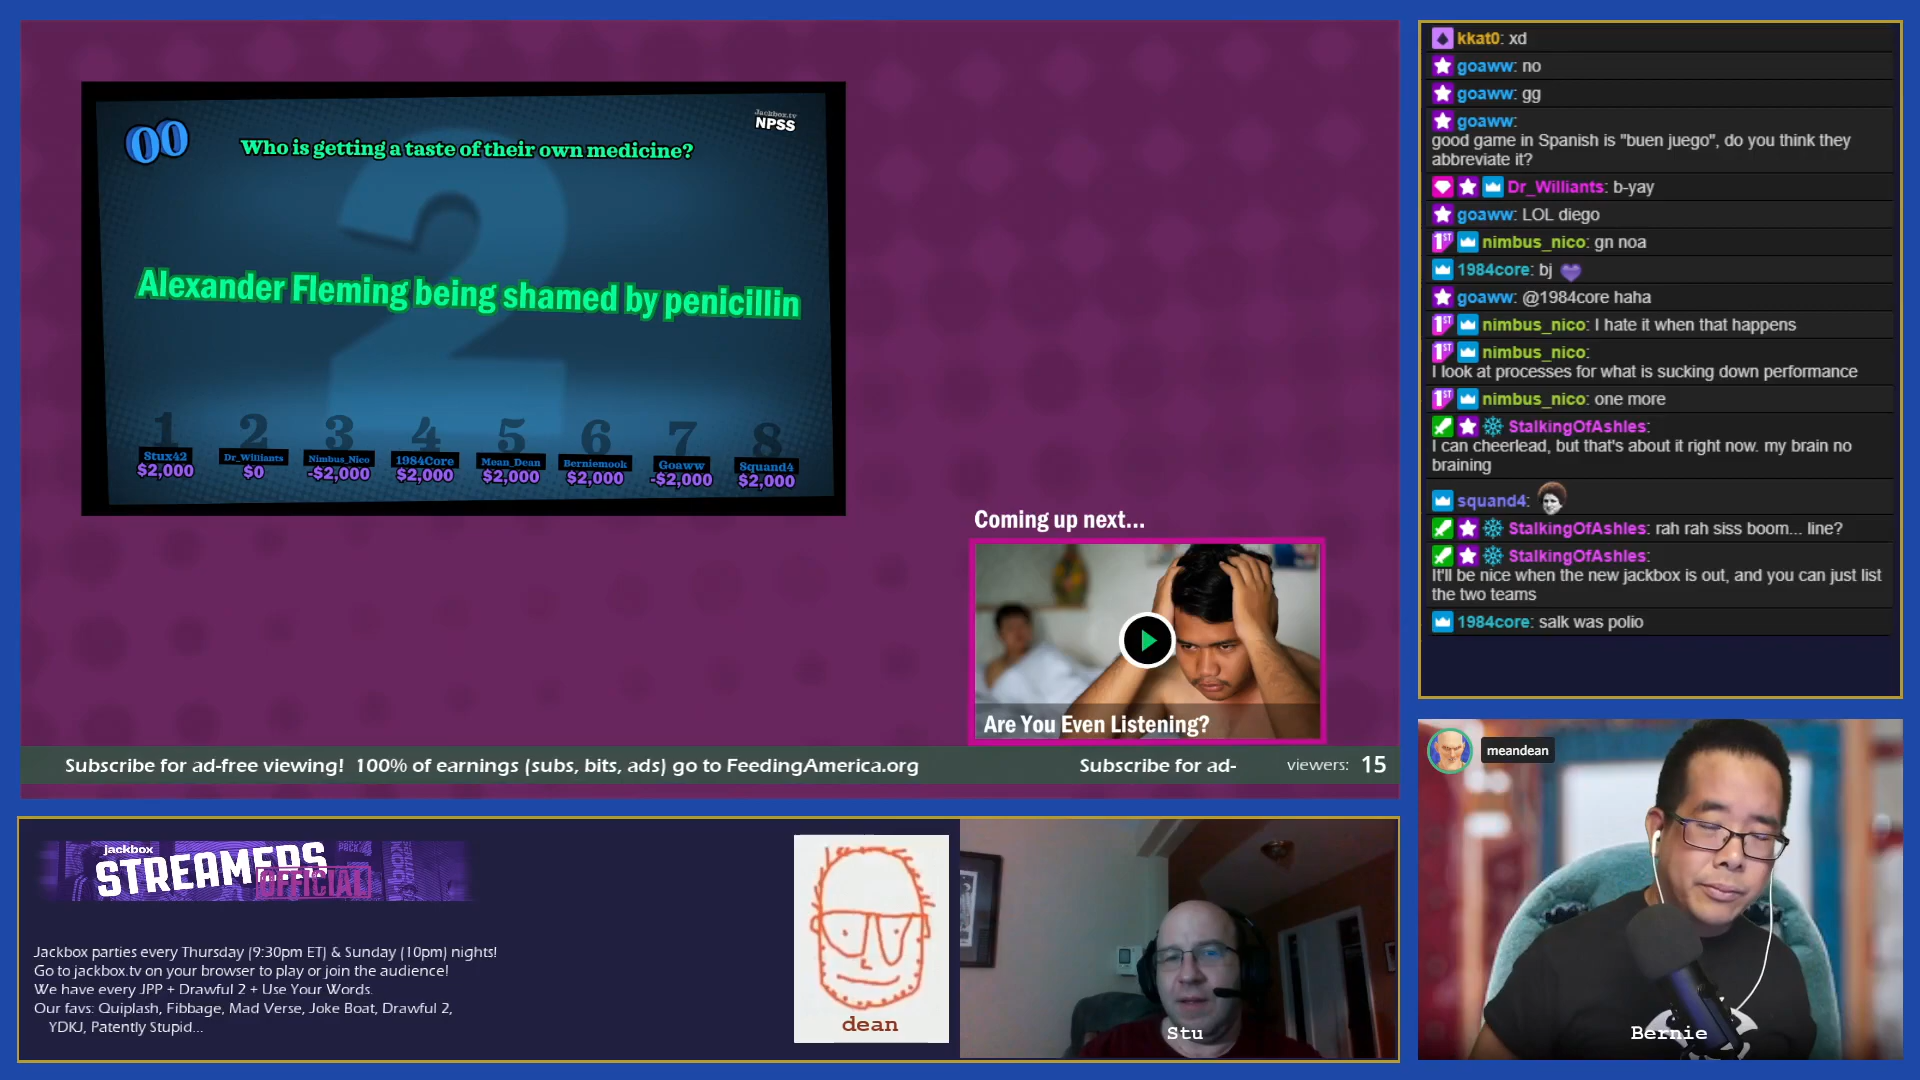 00
Who is getting a taste of their own medicine?
Jackbox.tv
NPSS
2
Alexander Fleming being shamed by penicillin
1 2 3 4 5 6 7 8
Stux42 Dr_Williants Nimbus_Nico 1984Core Mean_Dean Berniemook Goaww Squand4
$2,000 $0 -$2,000 $2,000 $2,000 $2,000 -$2,000 $2,000
Coming up next...
Are You Even Listening?
Subscribe for ad-free viewing! 100% of earnings (subs, bits, ads) go to FeedingAmerica.org
Subscribe for ad-
viewers: 15
kkat0: xd
goaww: no
goaww: gg
goaww:
good game in Spanish is "buen juego", do you think they
abbreviate it?
Dr_Williants: b-yay
goaww: LOL diego
1ST nimbus_nico: gn noa
1984core: bj
goaww: @1984core haha
1ST nimbus_nico: I hate it when that happens
1ST nimbus_nico:
I look at processes for what is sucking down performance
1ST nimbus_nico: one more
StalkingOfAshles:
I can cheerlead, but that's about it right now. my brain no
braining
squand4:
StalkingOfAshles: rah rah siss boom... line?
StalkingOfAshles:
It'll be nice when the new jackbox is out, and you can just list
the two teams
1984core: salk was polio
meandean
Bernie
jackbox
STREAMERS
OFFICIAL
Jackbox parties every Thursday (9:30pm ET) & Sunday (10pm) nights!
Go to jackbox.tv on your browser to play or join the audience!
We have every JPP + Drawful 2 + Use Your Words.
Our favs: Quiplash, Fibbage, Mad Verse, Joke Boat, Drawful 2,
YDKJ, Patently Stupid...
dean
Stu